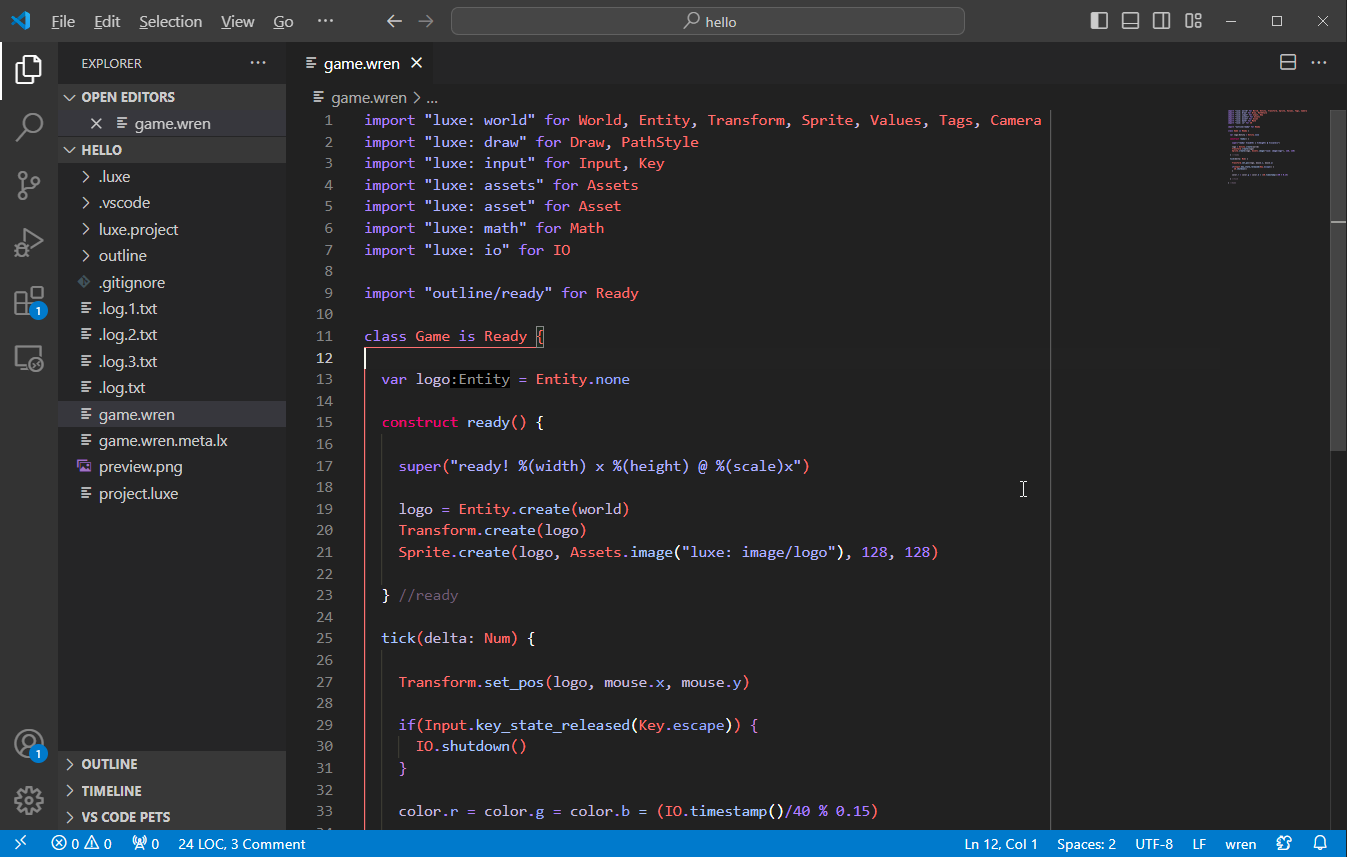 File Edit Selection View Go ··· hello
EXPLORER ···
OPEN EDITORS
game.wren
HELLO
.luxe
.vscode
luxe.project
outline
.gitignore
.log.1.txt
.log.2.txt
.log.3.txt
.log.txt
game.wren
game.wren.meta.lx
preview.png
project.luxe
OUTLINE
TIMELINE
VS CODE PETS
1
1
game.wren
game.wren > ...
1 import "luxe: world" for World, Entity, Transform, Sprite, Values, Tags, Camera
2 import "luxe: draw" for Draw, PathStyle
3 import "luxe: input" for Input, Key
4 import "luxe: assets" for Assets
5 import "luxe: asset" for Asset
6 import "luxe: math" for Math
7 import "luxe: io" for IO
8
9 import "outline/ready" for Ready
10
11 class Game is Ready {
12
13 var logo:Entity = Entity.none
14
15 construct ready() {
16
17 super("ready! %(width) x %(height) @ %(scale)x")
18
19 logo = Entity.create(world)
20 Transform.create(logo)
21 Sprite.create(logo, Assets.image("luxe: image/logo"), 128, 128)
22
23 } //ready
24
25 tick(delta: Num) {
26
27 Transform.set_pos(logo, mouse.x, mouse.y)
28
29 if(Input.key_state_released(Key.escape)) {
30 IO.shutdown()
31 }
32
33 color.r = color.g = color.b = (IO.timestamp()/40 % 0.15)
0 0 0 24 LOC, 3 Comment Ln 12, Col 1 Spaces: 2 UTF-8 LF wren